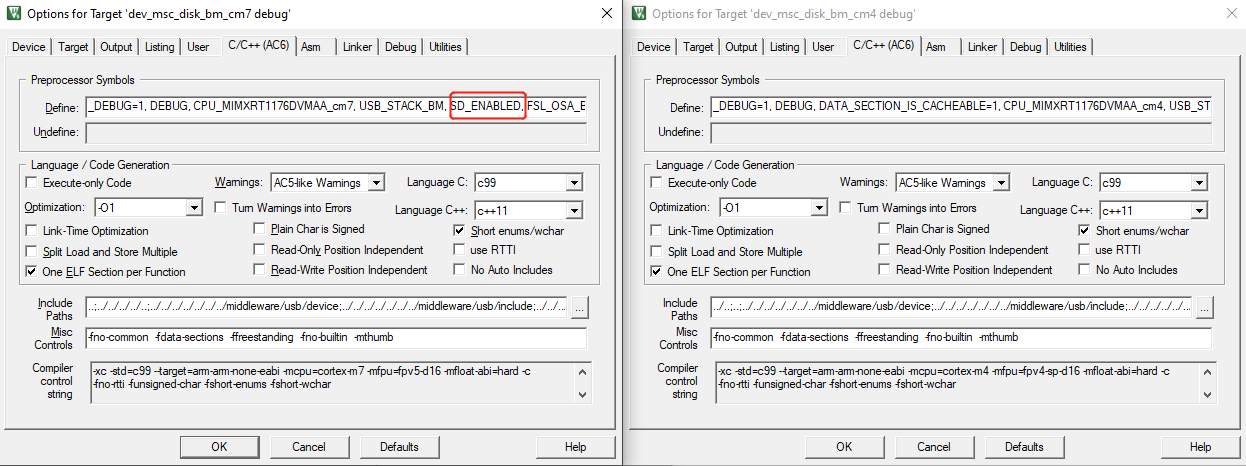 Options for Target 'dev_msc_disk_bm_cm7 debug'
Device Target Output Listing User C/C++ (AC6) Asm Linker Debug Utilities
Preprocessor Symbols
Define: _DEBUG=1, DEBUG, CPU_MIMXRT1176DVMAA_cm7, USB_STACK_BM, SD_ENABLED, FSL_OSA_B
Undefine:
Language / Code Generation
Execute-only Code Warnings: AC5-like Warnings Language C: c99
Optimization: -O1 Turn Warnings into Errors Language C++: c++11
Link-Time Optimization Plain Char is Signed Short enums/wchar
Split Load and Store Multiple Read-Only Position Independent use RTTI
One ELF Section per Function Read-Write Position Independent No Auto Includes
Include Paths ..;../../../../..;../../../../../../../../middleware/usb/device;../../../../../../../../middleware/usb/include;../../../
...
Misc Controls -fno-common -fdata-sections -ffreestanding -fno-builtin -mthumb
Compiler control string -xc -std=c99 --target=arm-arm-none-eabi -mcpu=cortex-m7 -mfpu=fpv5-d16 -mfloat-abi=hard -c
-fno-rtti -funsigned-char -fshort-enums -fshort-wchar
OK Cancel Defaults Help
Options for Target 'dev_msc_disk_bm_cm4 debug'
Device Target Output Listing User C/C++ (AC6) Asm Linker Debug Utilities
Preprocessor Symbols
Define: _DEBUG=1, DEBUG, DATA_SECTION_IS_CACHEABLE=1, CPU_MIMXRT1176DVMAA_cm4, USB_ST
Undefine:
Language / Code Generation
Execute-only Code Warnings: AC5-like Warnings Language C: c99
Optimization: -O1 Turn Warnings into Errors Language C++: c++11
Link-Time Optimization Plain Char is Signed Short enums/wchar
Split Load and Store Multiple Read-Only Position Independent use RTTI
One ELF Section per Function Read-Write Position Independent No Auto Includes
Include Paths ../..;..;../../../../../../../../middleware/usb/device;../../../../../../../../middleware/usb/include;../../..
...
Misc Controls -fno-common -fdata-sections -ffreestanding -fno-builtin -mthumb
Compiler control string -xc -std=c99 --target=arm-arm-none-eabi -mcpu=cortex-m4 -mfpu=fpv4-sp-d16 -mfloat-abi=hard -c
-fno-rtti -funsigned-char -fshort-enums -fshort-wchar
OK Cancel Defaults Help